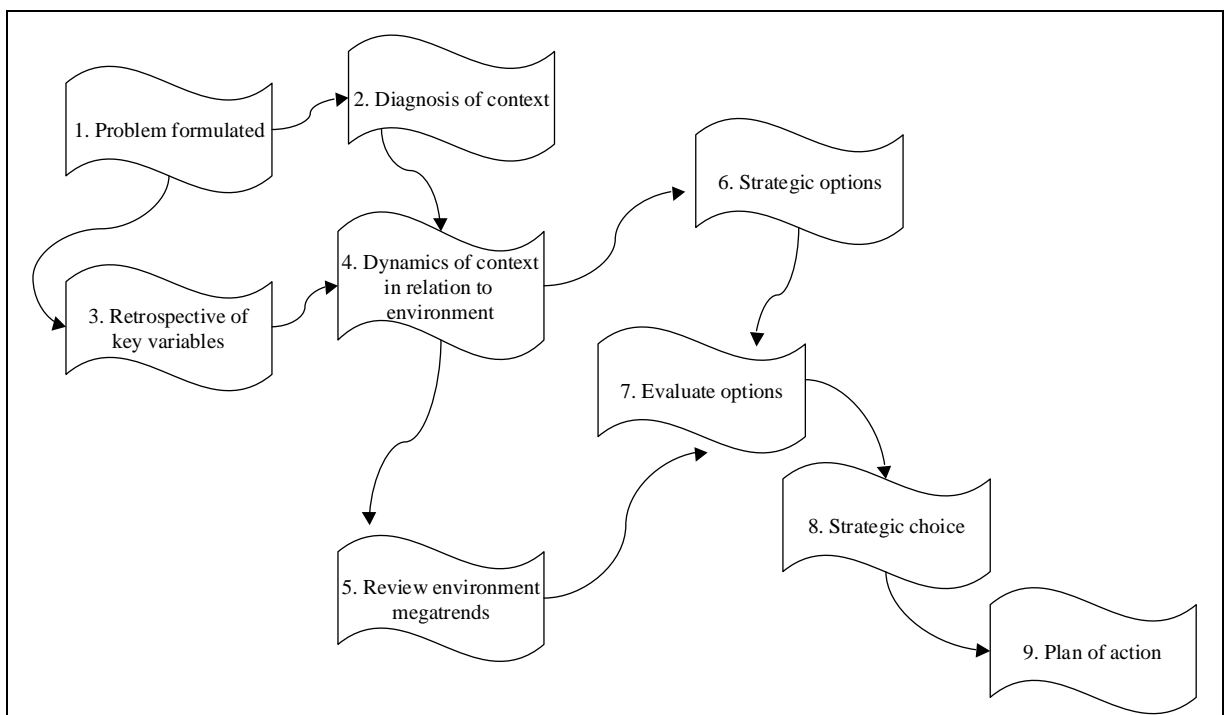 1. Problem formulated
2. Diagnosis of context
3. Retrospective of
key variables
4. Dynamics of context
in relation to
environment
5. Review environment
megatrends
6. Strategic options
7. Evaluate options
8. Strategic choice
9. Plan of action